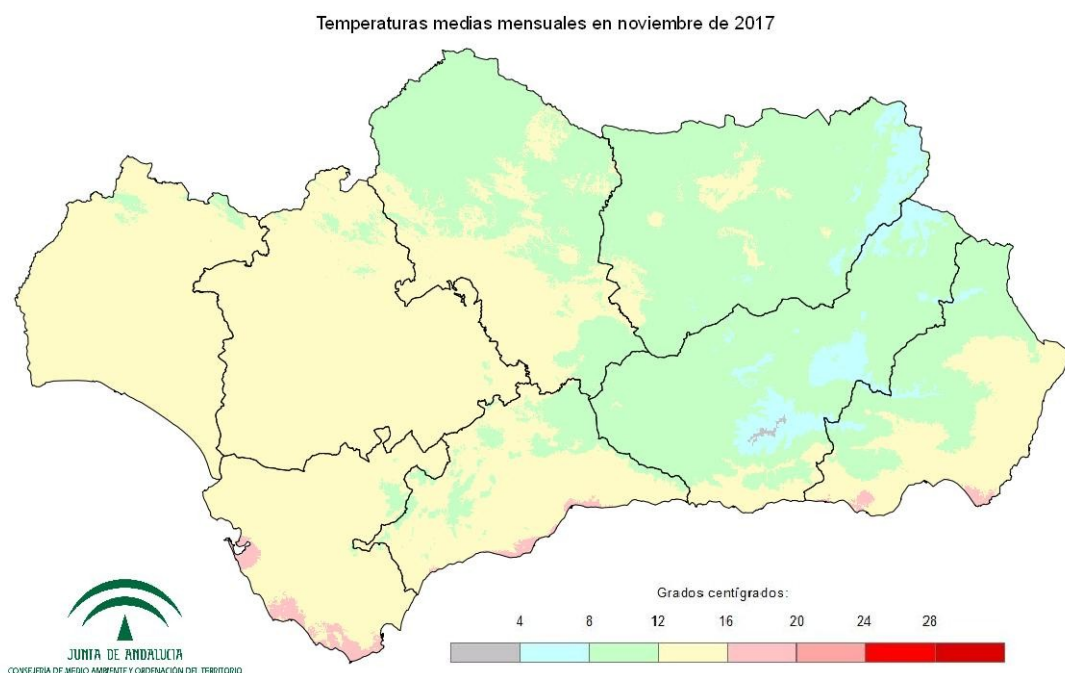 Temperaturas medias mensuales en noviembre de 2017
Grados centígrados:
4 8 12 16 20 24 28
JUNTA DE ANDALUCIA
CONSEJERÍA DE MEDIO AMBIENTE Y ORDENACIÓN DEL TERRITORIO